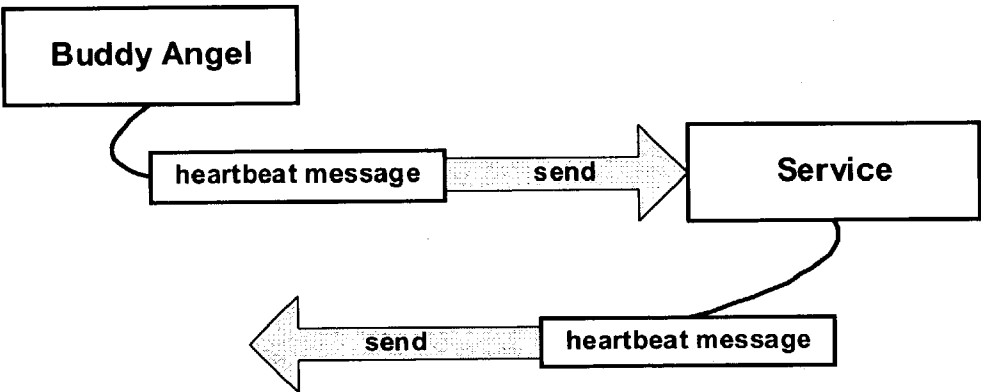 Buddy Angel
heartbeat message
send
Service
send
heartbeat message